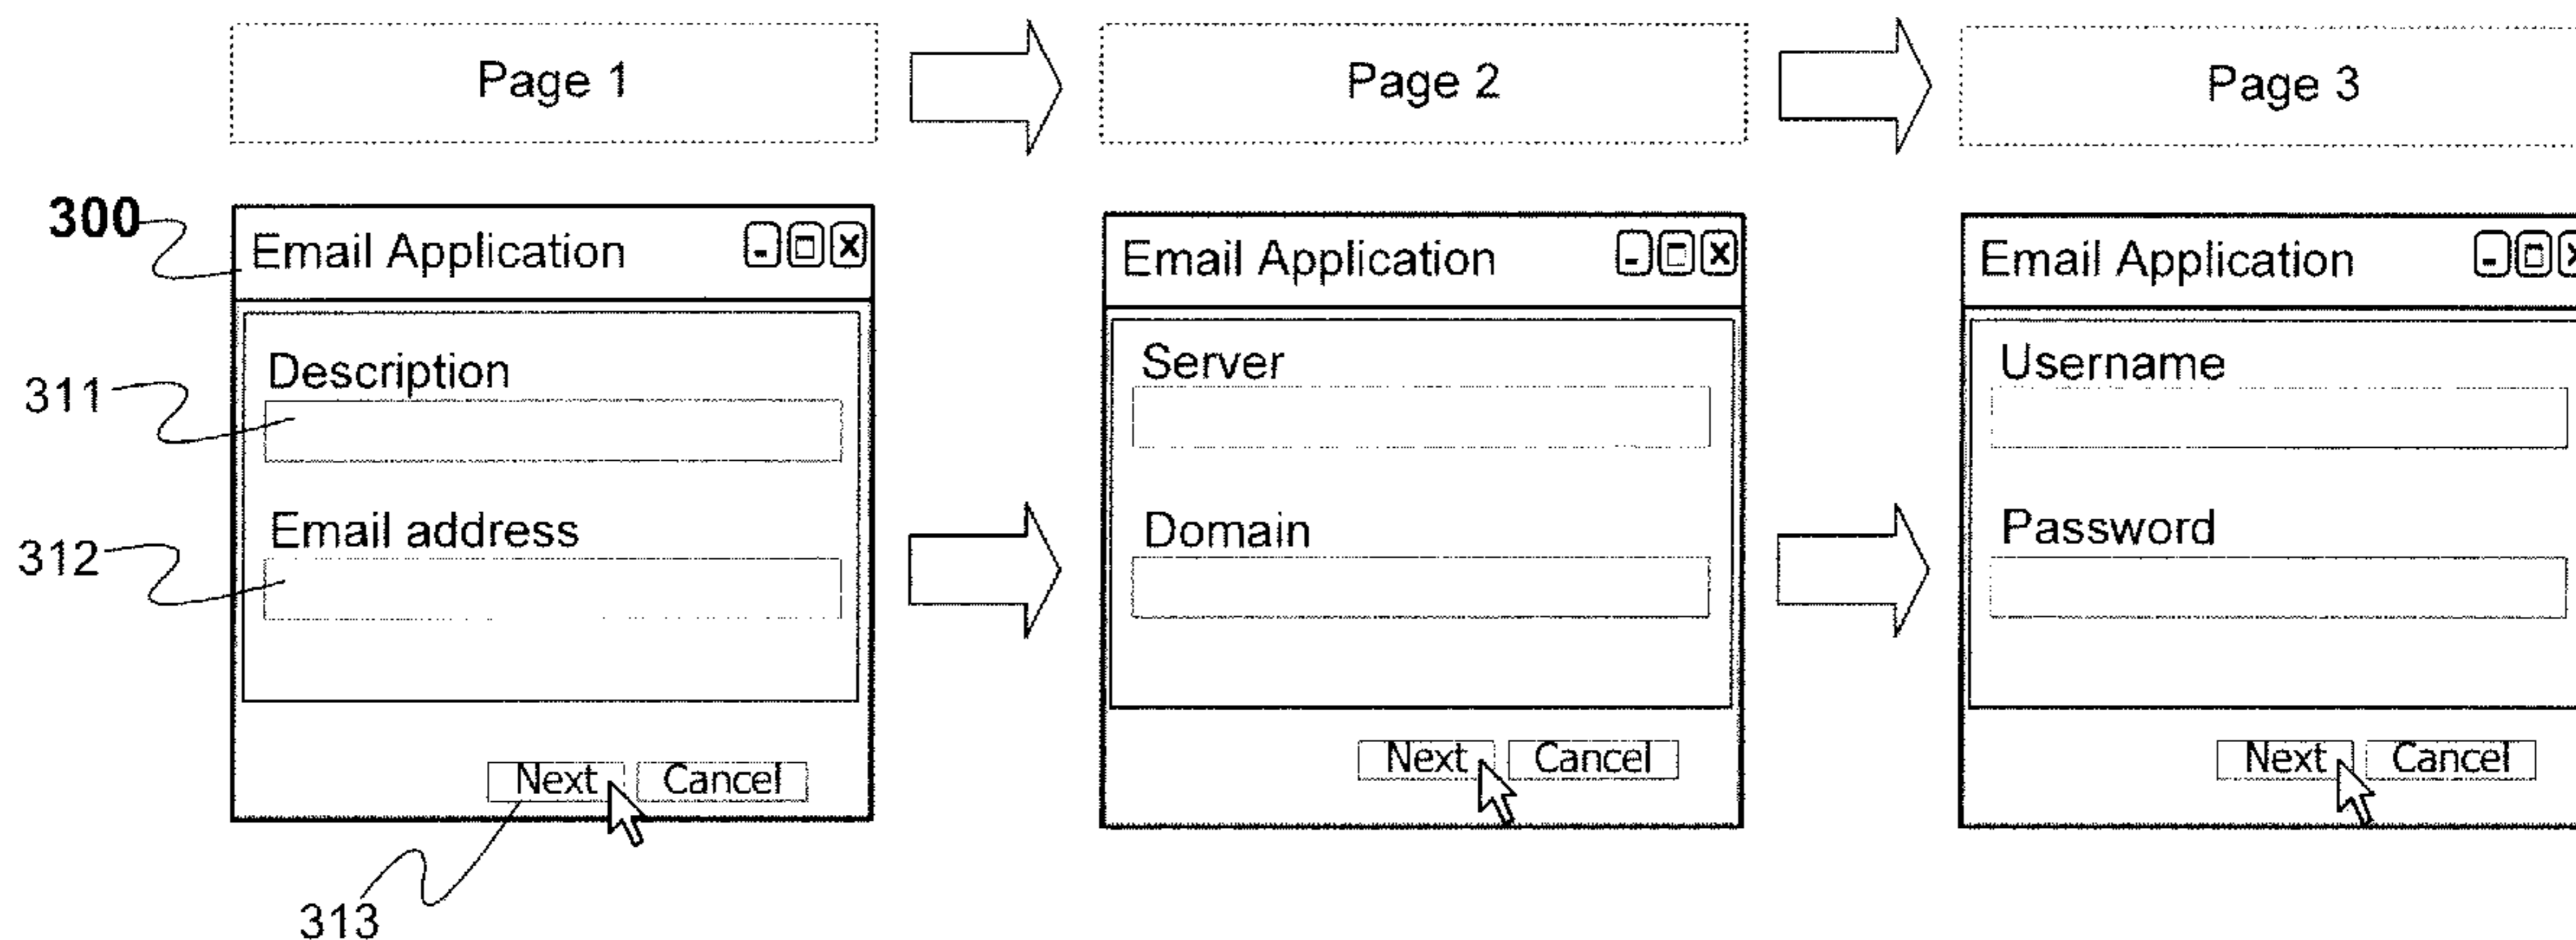 Page 1
Page 2
Page 3
300
Email Application
Description
311
Email address
312
Next
Cancel
313
Email Application
Server
Domain
Next
Cancel
Email Application
Username
Password
Next
Cancel